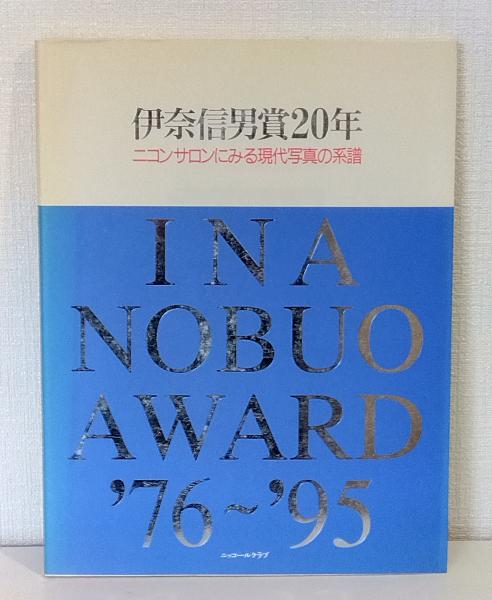 伊奈信男賞20年
ニコンサロンにみる現代写真の系譜
INA
NOBUO
AWARD
'76~'95
ニッコールクラブ